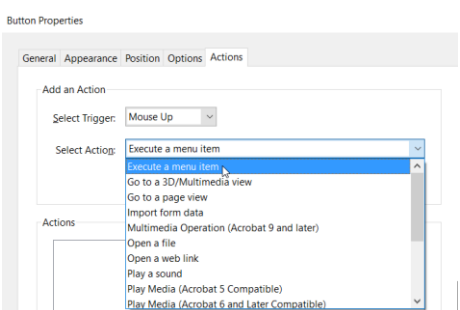 Button Properties
General Appearance Position Options Actions
Add an Action
Select Trigger: Mouse Up
Select Action: Execute a menu item
Execute a menu item
Go to a 3D/Multimedia view
Go to a page view
Import form data
Multimedia Operation (Acrobat 9 and later)
Actions
Open a file
Open a web link
Play a sound
Play Media (Acrobat 5 Compatible)
Play Media (Acrobat 6 and Later Compatible)